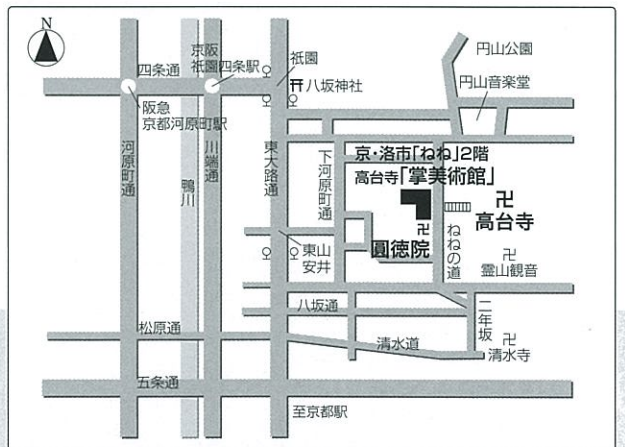 N
四条通
京阪
祇園四条駅
祇園
八坂神社
円山公園
円山音楽堂
阪急
京都河原町駅
河原町通
鴨川
川端通
東大路通
下河原町通
京・洛市「ねね」2階
高台寺「掌美術館」
卍
高台寺
卍
圓徳院
ねねの道
卍
霊山観音
東山
安井
八坂通
二年坂
松原通
清水道
卍
清水寺
五条通
至京都駅